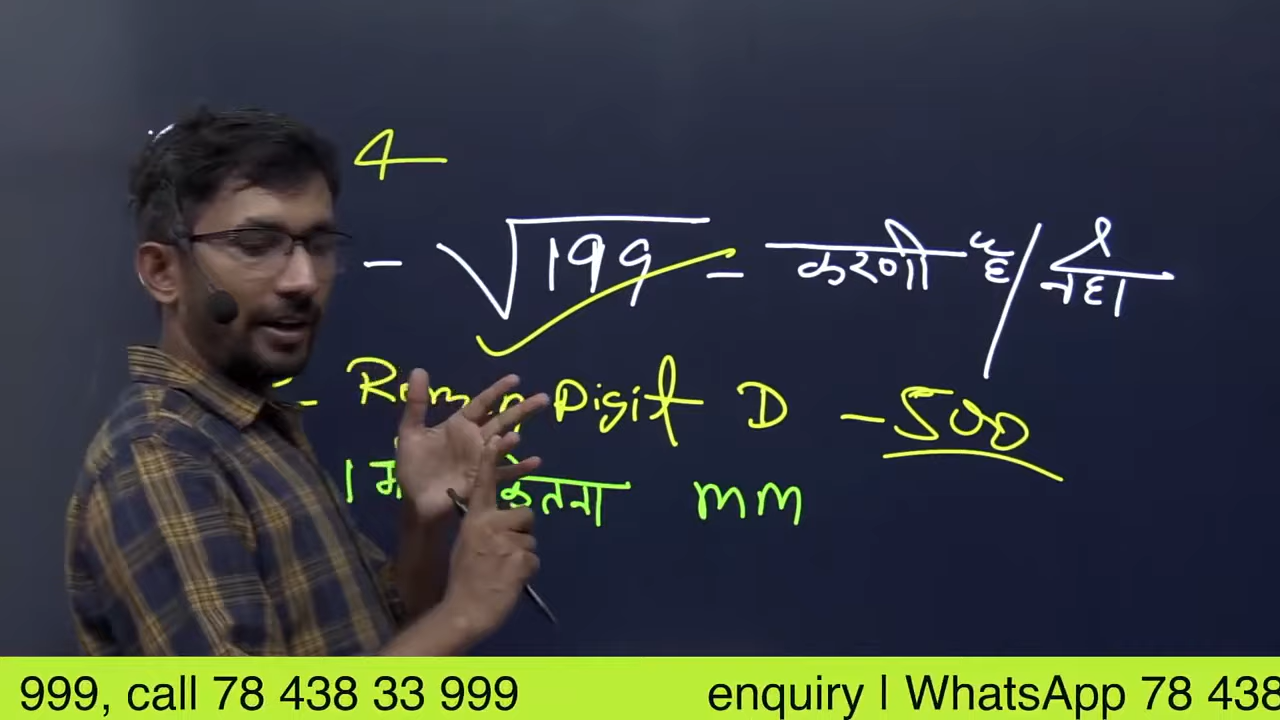 4
- √199 = करणी है / नही
- Roman Digit D - 500
1 कितना mm
999, call 78 438 33 999 enquiry | WhatsApp 78 438